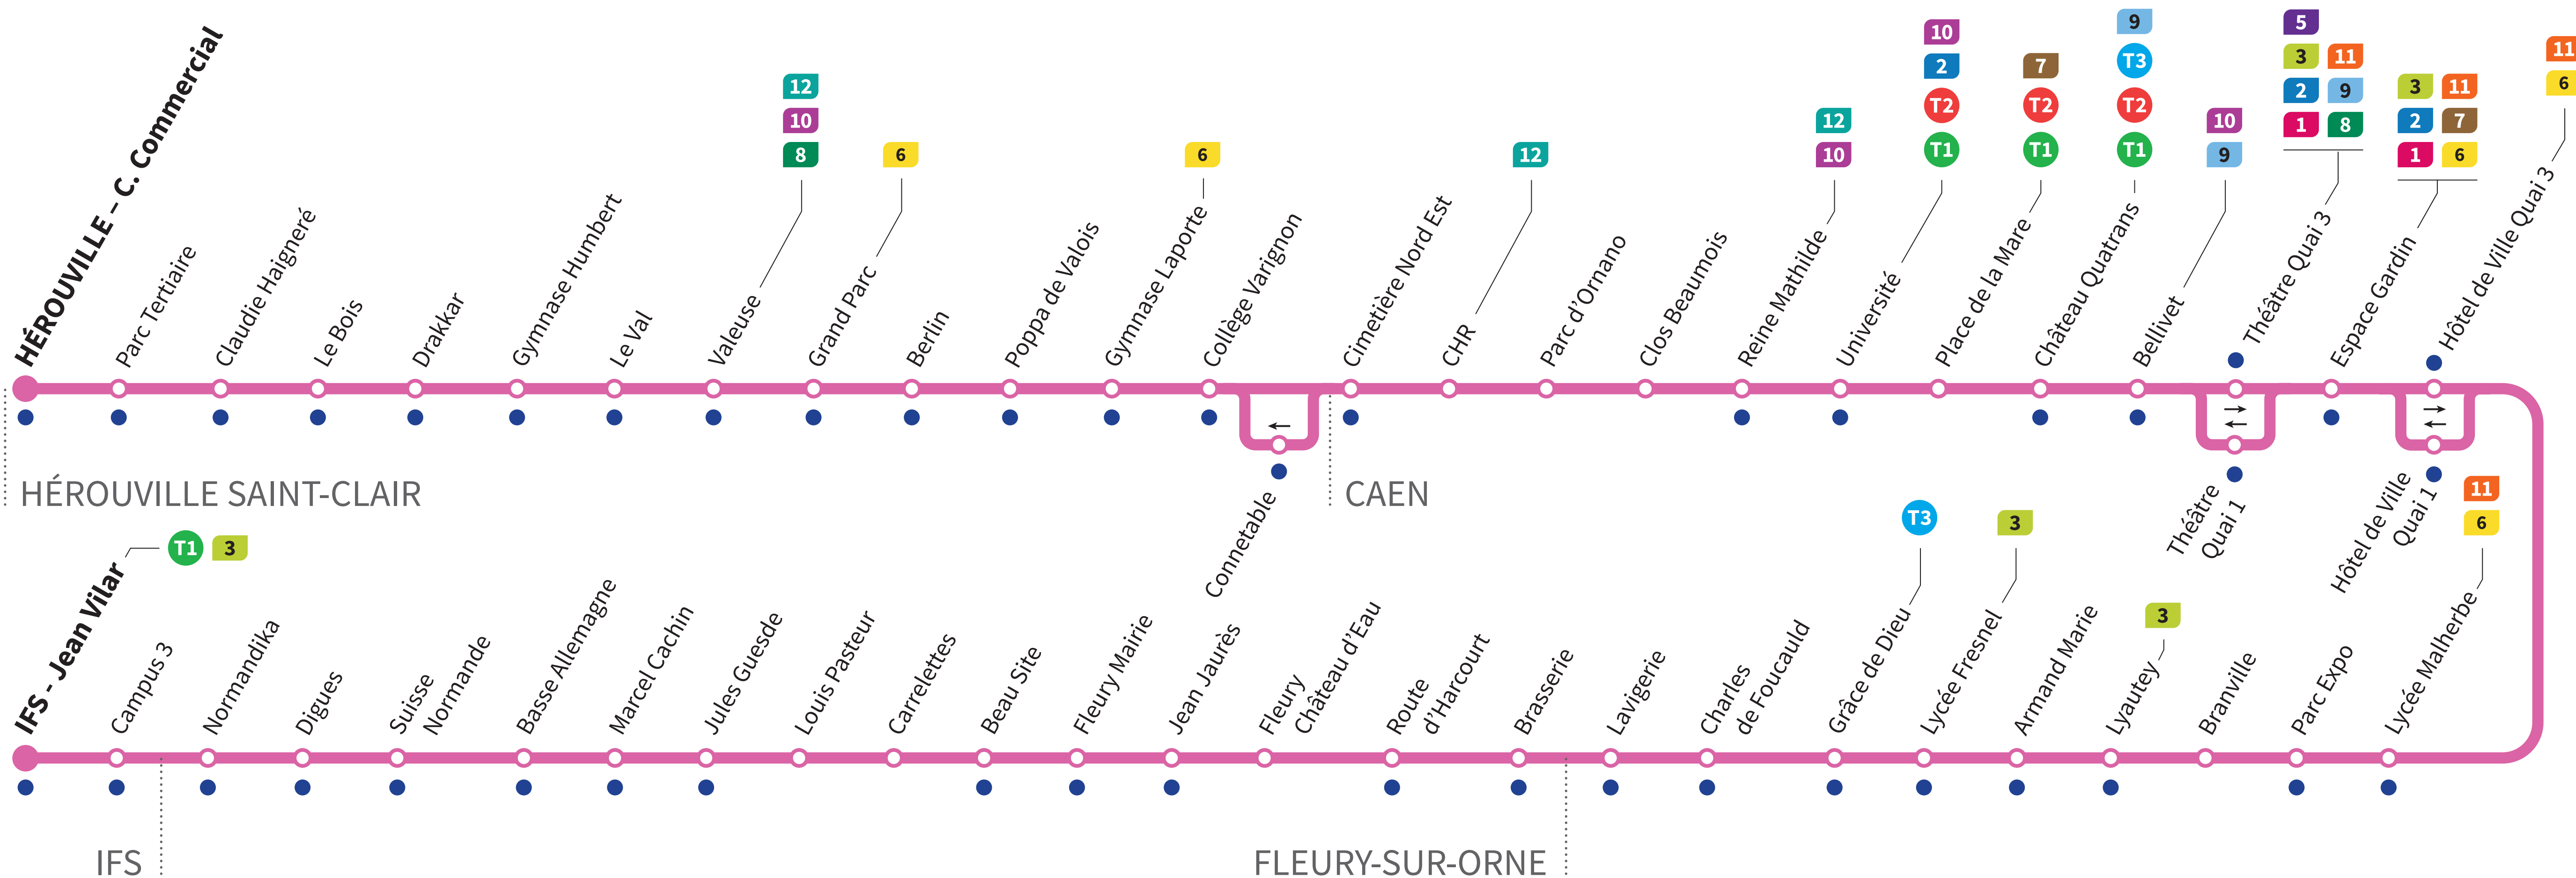 HÉROUVILLE – C. Commercial
Parc Tertiaire
Claudie Haigneré
Le Bois
Drakkar
Gymnase Humbert
Le Val
12
10
8
Valeuse
6
Grand Parc
Berlin
Poppa de Valois
6
Gymnase Laporte
Collège Varignon
Cimetière Nord Est
12
CHR
Parc d'Ornano
Clos Beaumois
12
10
Reine Mathilde
10
2
T2
T1
Université
7
T2
T1
Place de la Mare
9
T3
T2
T1
Château Quatrans
10
9
Bellivet
5
3 11
2 9
1 8
Théâtre Quai 3
3 11
2 7
1 6
Espace Gardin
11
6
Hôtel de Ville Quai 3
→
←
→
←
←
HÉROUVILLE SAINT-CLAIR
Connetable
CAEN
Théâtre
Quai 1
Hôtel de Ville
Quai 1
T1 3
IFS - Jean Vilar
Campus 3
Normandika
Digues
Suisse
Normande
Basse Allemagne
Marcel Cachin
Jules Guesde
Louis Pasteur
Carrelettes
Beau Site
Fleury Mairie
Jean Jaurès
Fleury
Château d'Eau
Route
d'Harcourt
Brasserie
Lavigerie
Charles
de Foucauld
T3
Grâce de Dieu
3
Lycée Fresnel
Armand Marie
3
Lyautey
Branville
Parc Expo
11
6
Lycée Malherbe
IFS
FLEURY-SUR-ORNE